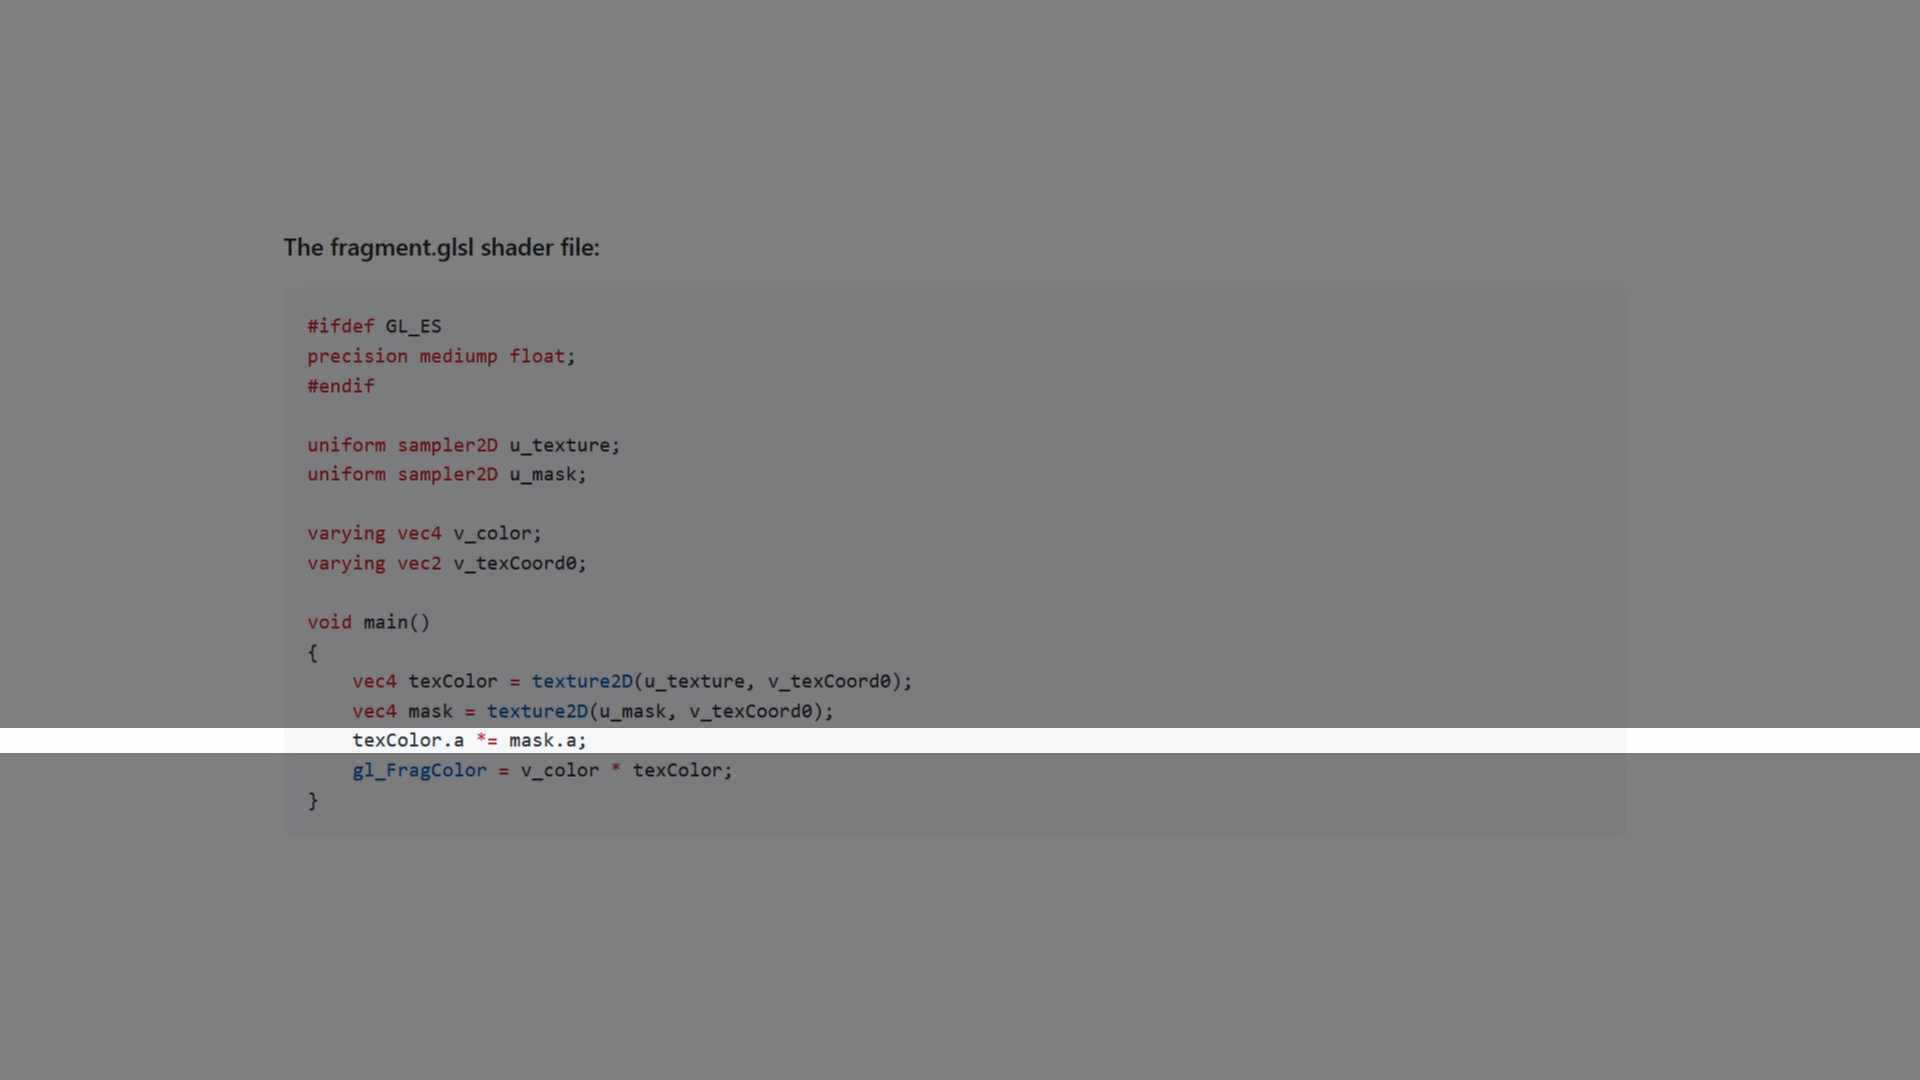 The fragment.glsl shader file:
#ifdef GL_ES
precision mediump float;
#endif
uniform sampler2D u_texture;
uniform sampler2D u_mask;
varying vec4 v_color;
varying vec2 v_texCoord0;
void main()
{
    vec4 texColor = texture2D(u_texture, v_texCoord0);
    vec4 mask = texture2D(u_mask, v_texCoord0);
    texColor.a *= mask.a;
    gl_FragColor = v_color * texColor;
}